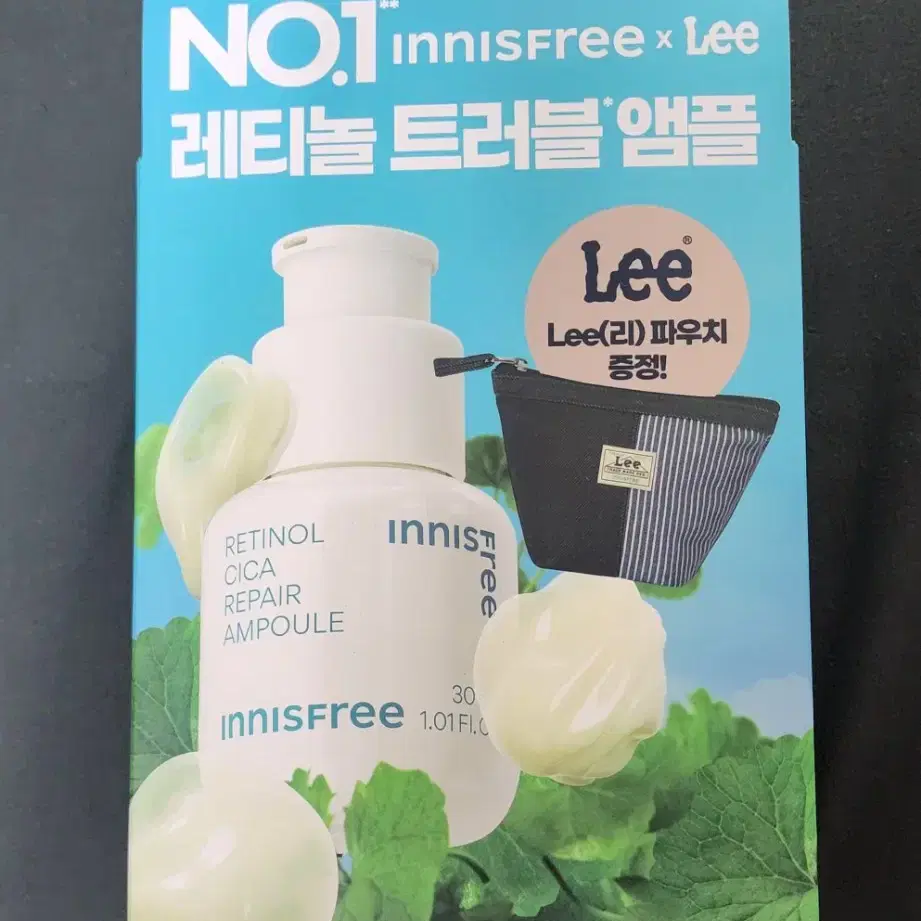 NO.1** innisfree x Lee
레티놀 트러블* 앰플
Lee®
Lee(리) 파우치
증정!
Lee
RETINOL
CICA
REPAIR
AMPOULE
innisfree
innisfree
30
1.01 Fl.